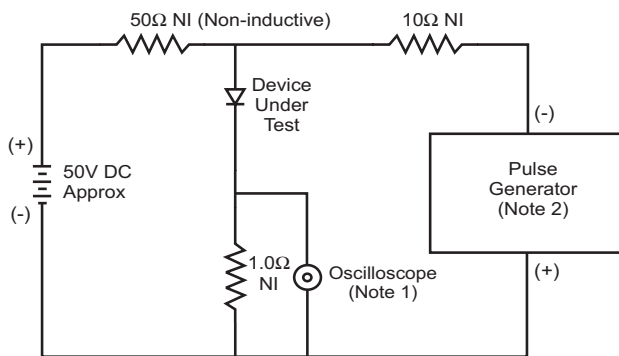 50Ω NI (Non-inductive)
10Ω NI
Device
Under
Test
(+)
50V DC
Approx
(-)
(-)
Pulse
Generator
(Note 2)
(+)
1.0Ω
NI
Oscilloscope
(Note 1)